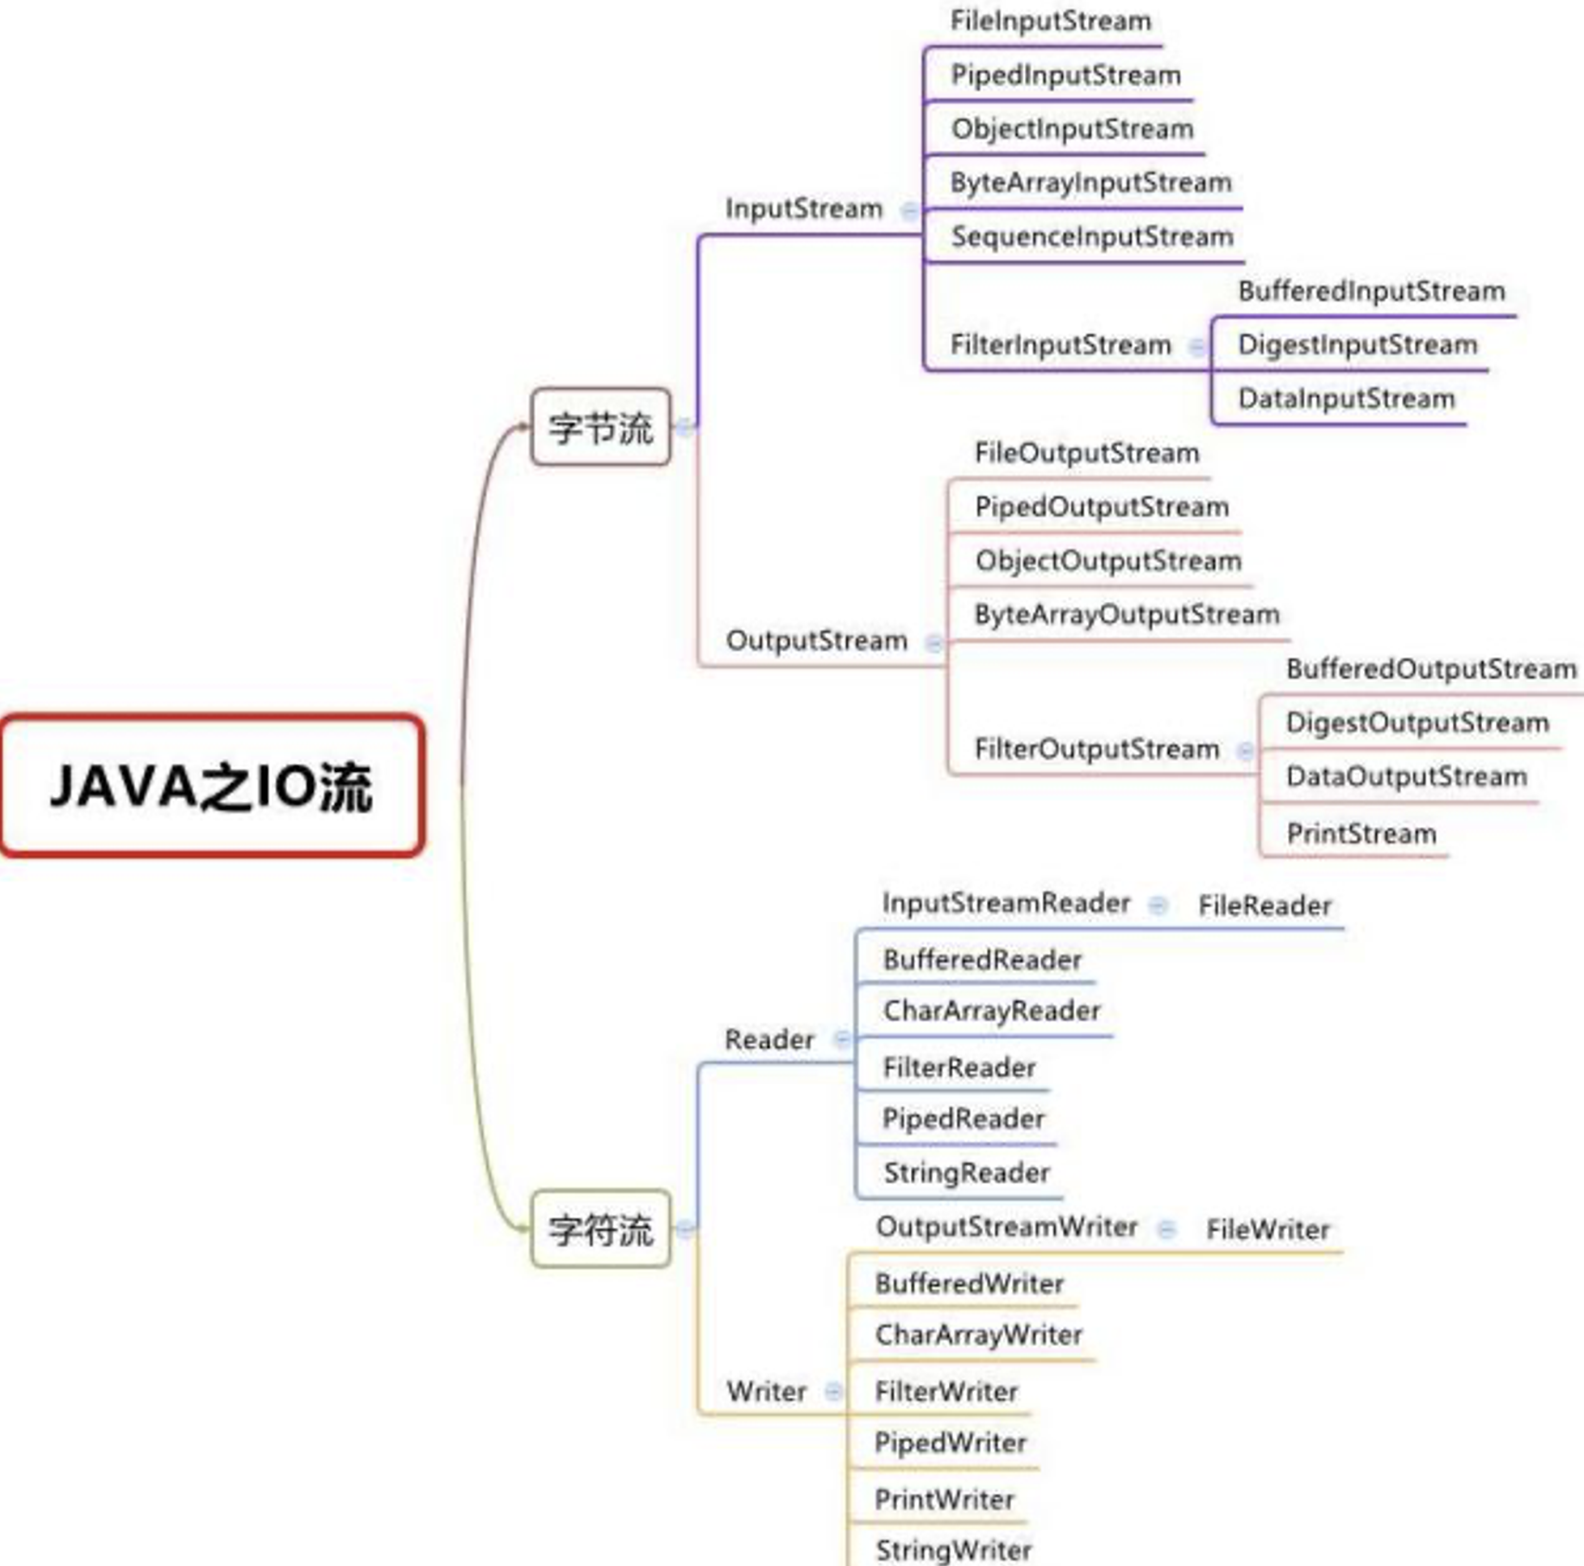 JAVA之IO流
字节流
InputStream
FileInputStream
PipedInputStream
ObjectInputStream
ByteArrayInputStream
SequenceInputStream
FilterInputStream
BufferedInputStream
DigestInputStream
DataInputStream
OutputStream
FileOutputStream
PipedOutputStream
ObjectOutputStream
ByteArrayOutputStream
FilterOutputStream
BufferedOutputStream
DigestOutputStream
DataOutputStream
PrintStream
字符流
Reader
InputStreamReader
FileReader
BufferedReader
CharArrayReader
FilterReader
PipedReader
StringReader
Writer
OutputStreamWriter
FileWriter
BufferedWriter
CharArrayWriter
FilterWriter
PipedWriter
PrintWriter
StringWriter